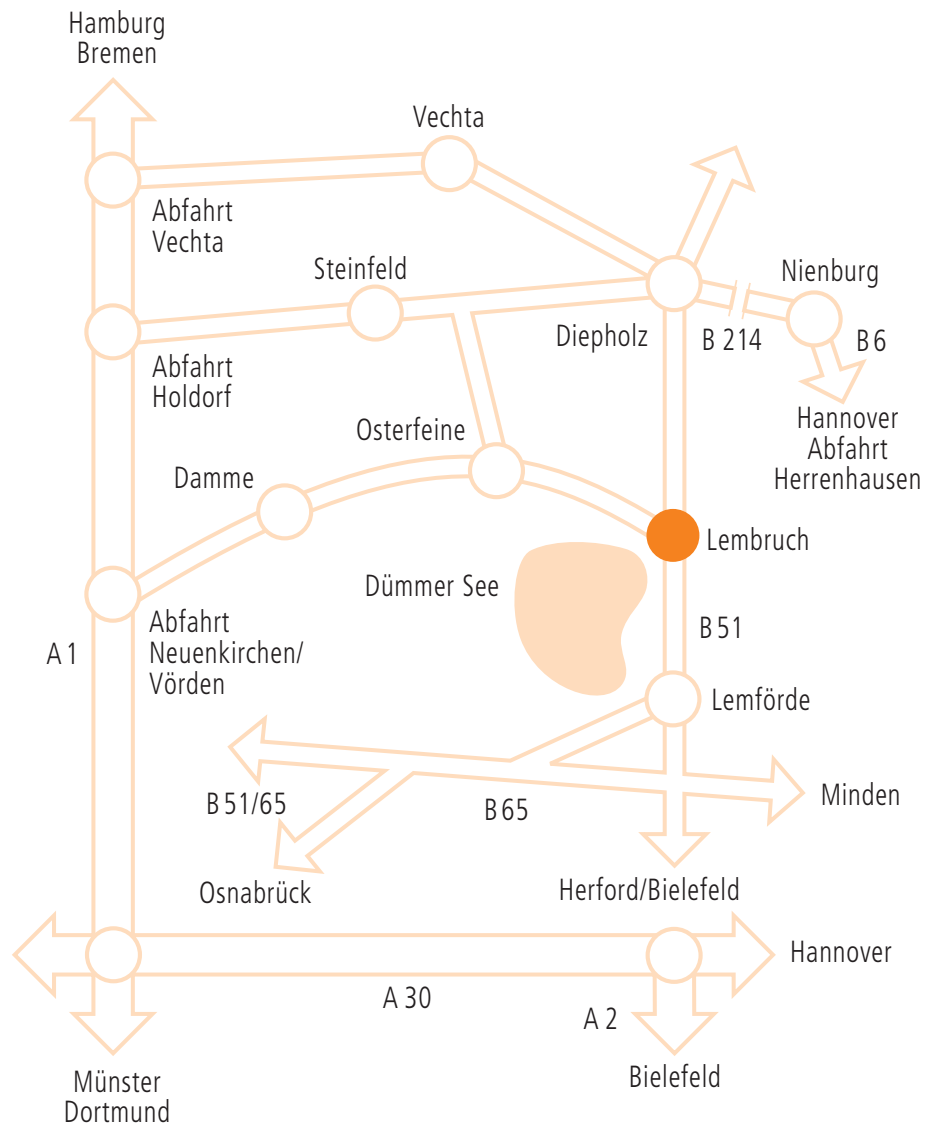 Hamburg
Bremen
Vechta
Abfahrt
Vechta
Steinfeld
Nienburg
Diepholz
B 214
B 6
Abfahrt
Holdorf
Hannover
Abfahrt
Herrenhausen
Osterfeine
Damme
Lembruch
Dümmer See
Abfahrt
Neuenkirchen/
Vörden
A 1
B 51
Lemförde
B 51/65
B 65
Minden
Osnabrück
Herford/Bielefeld
Hannover
A 30
A 2
Münster
Dortmund
Bielefeld